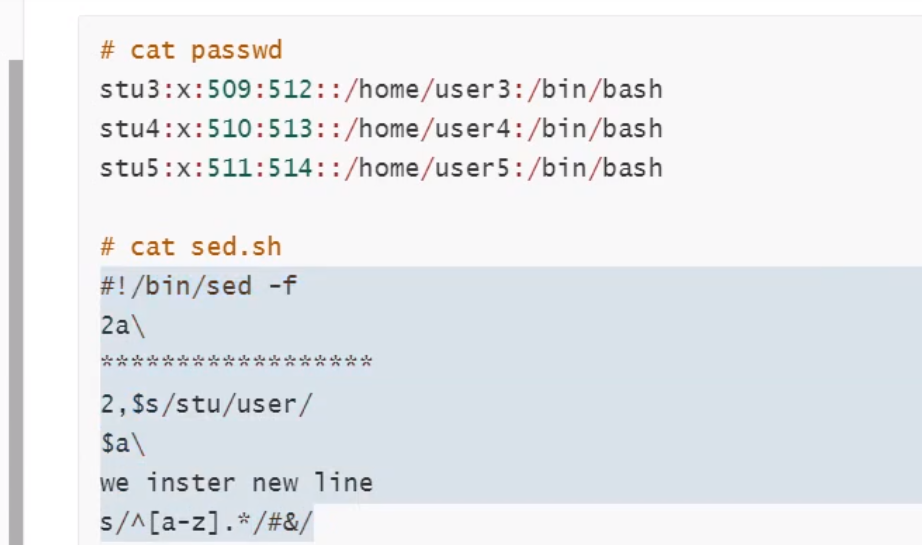 # cat passwd
stu3:x:509:512::/home/user3:/bin/bash
stu4:x:510:513::/home/user4:/bin/bash
stu5:x:511:514::/home/user5:/bin/bash
# cat sed.sh
#!/bin/sed -f
2a\
******************
2,$s/stu/user/
$a\
we inster new line
s/^[a-z].*/#&/